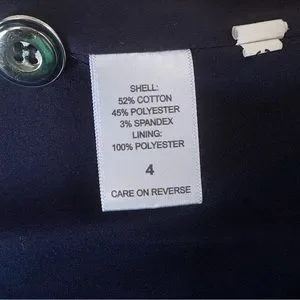 SHELL:
52% COTTON
45% POLYESTER
3% SPANDEX
LINING:
100% POLYESTER
4
CARE ON REVERSE